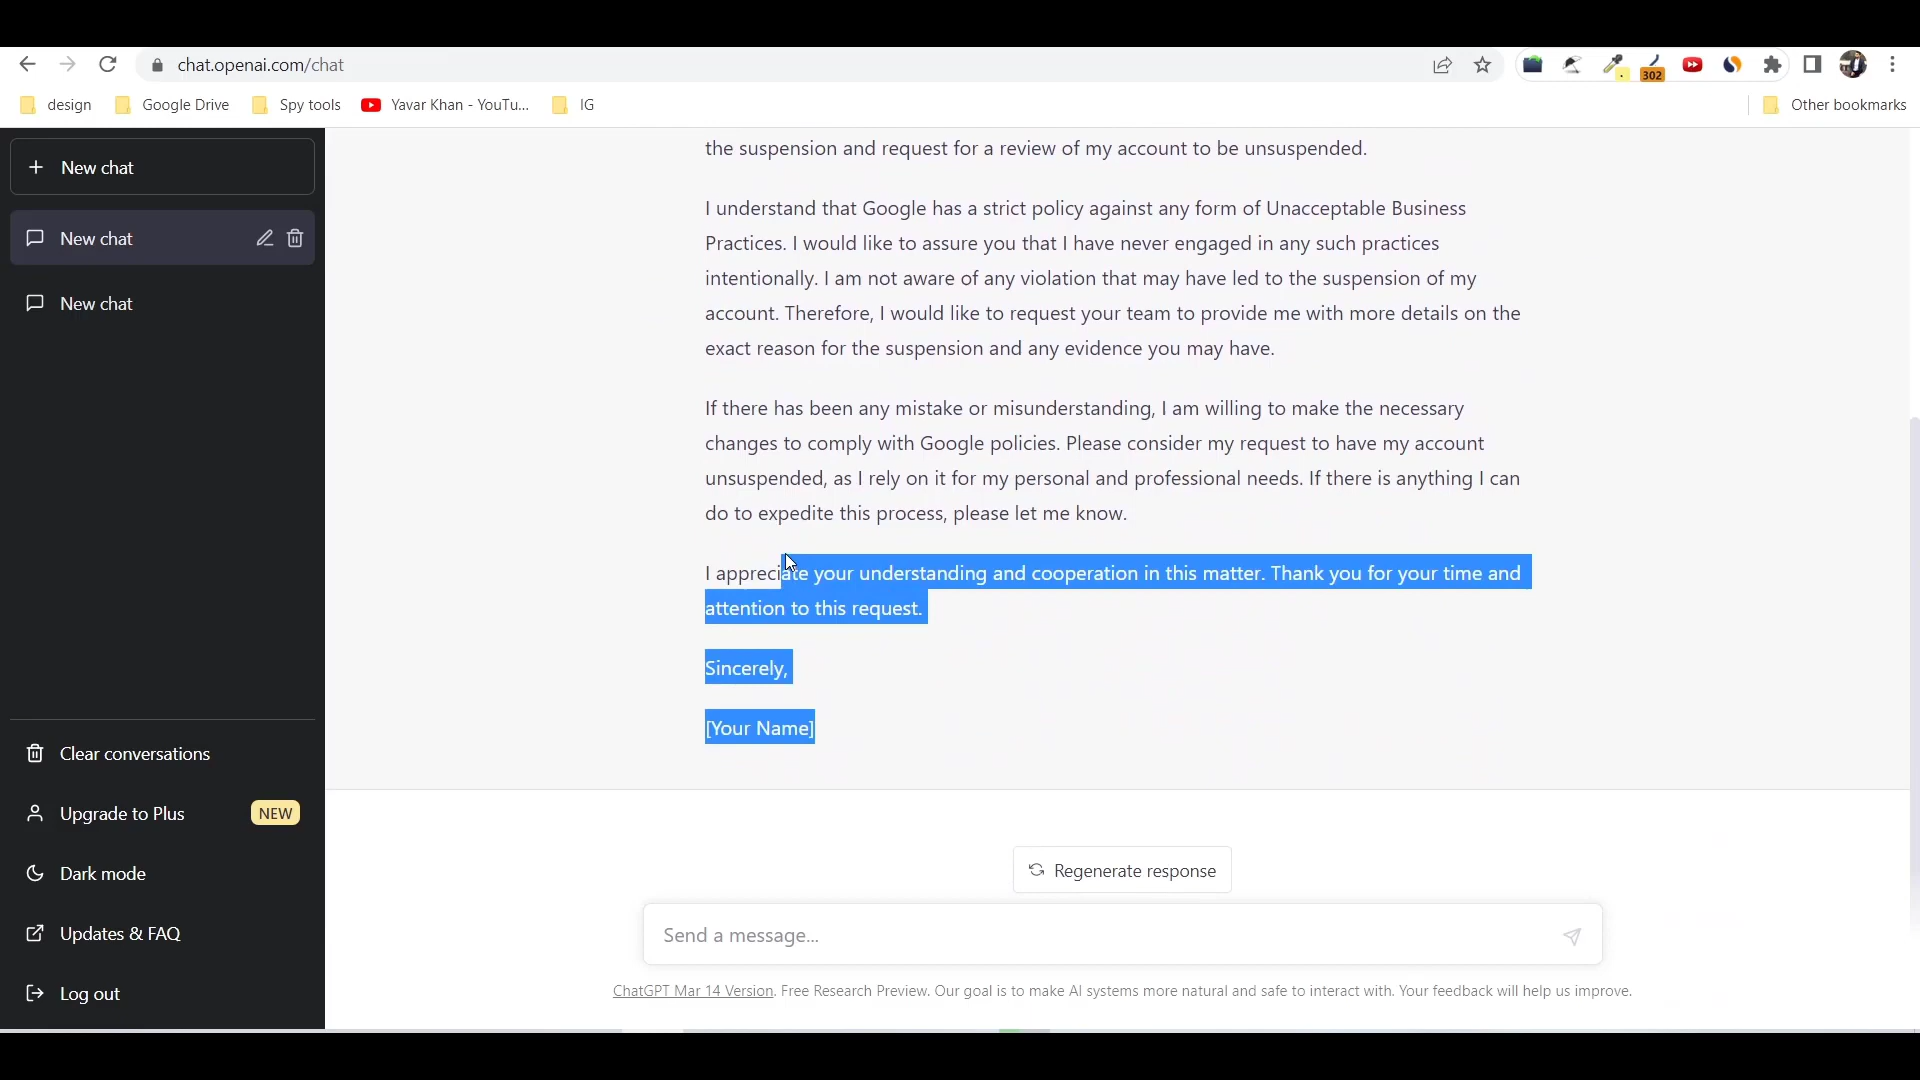 chat.openai.com/chat
302
design
Google Drive
Spy tools
Yavar Khan - YouTu...
IG
Other bookmarks
New chat
New chat
New chat
Clear conversations
Upgrade to Plus
NEW
Dark mode
Updates & FAQ
Log out
the suspension and request for a review of my account to be unsuspended.
I understand that Google has a strict policy against any form of Unacceptable Business
Practices. I would like to assure you that I have never engaged in any such practices
intentionally. I am not aware of any violation that may have led to the suspension of my
account. Therefore, I would like to request your team to provide me with more details on the
exact reason for the suspension and any evidence you may have.
If there has been any mistake or misunderstanding, I am willing to make the necessary
changes to comply with Google policies. Please consider my request to have my account
unsuspended, as I rely on it for my personal and professional needs. If there is anything I can
do to expedite this process, please let me know.
I appreciate your understanding and cooperation in this matter. Thank you for your time and
attention to this request.
Sincerely,
[Your Name]
Regenerate response
Send a message...
ChatGPT Mar 14 Version. Free Research Preview. Our goal is to make AI systems more natural and safe to interact with. Your feedback will help us improve.